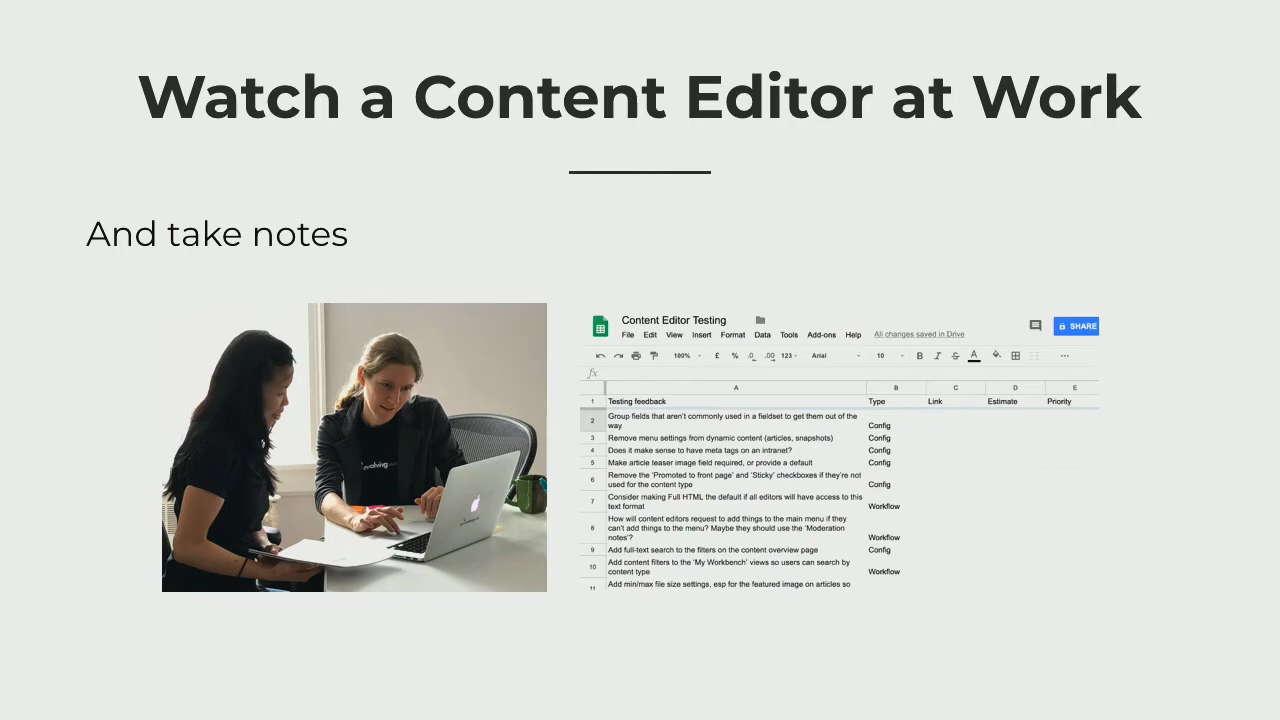 Watch a Content Editor at Work
And take notes
Content Editor Testing
File Edit View Insert Format Data Tools Add-ons Help All changes saved in Drive
SHARE
100% £ % .0 .00 123 Arial 10 B I S A
fx
A B C D E
1 Testing feedback Type Link Estimate Priority
2 Group fields that aren't commonly used in a fieldset to get them out of the
way Config
3 Remove menu settings from dynamic content (articles, snapshots) Config
4 Does it make sense to have meta tags on an intranet? Config
5 Make article teaser image field required, or provide a default Config
6 Remove the 'Promoted to front page' and 'Sticky' checkboxes if they're not
used for the content type Config
7 Consider making Full HTML the default if all editors will have access to this
text format Workflow
8 How will content editors request to add things to the main menu if they
can't add things to the menu? Maybe they should use the 'Moderation
notes'? Workflow
9 Add full-text search to the filters on the content overview page Config
10 Add content filters to the 'My Workbench' views so users can search by
content type Workflow
11 Add min/max file size settings, esp for the featured image on articles so